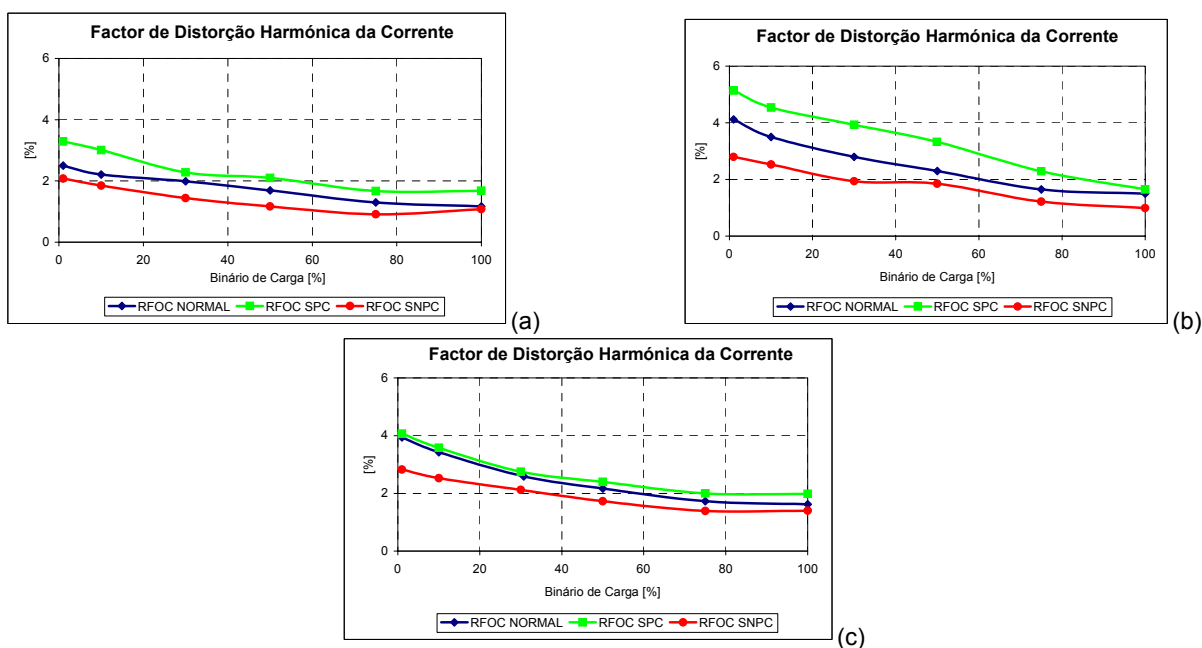 Factor de Distorção Harmónica da Corrente
6
4
2
0
[%]
0 20 40 60 80 100
Binário de Carga [%]
RFOC NORMAL RFOC SPC RFOC SNPC
(a)
Factor de Distorção Harmónica da Corrente
6
4
2
0
[%]
0 20 40 60 80 100
Binário de Carga [%]
RFOC NORMAL RFOC SPC RFOC SNPC
(b)
Factor de Distorção Harmónica da Corrente
6
4
2
0
[%]
0 20 40 60 80 100
Binário de Carga [%]
RFOC NORMAL RFOC SPC RFOC SNPC
(c)